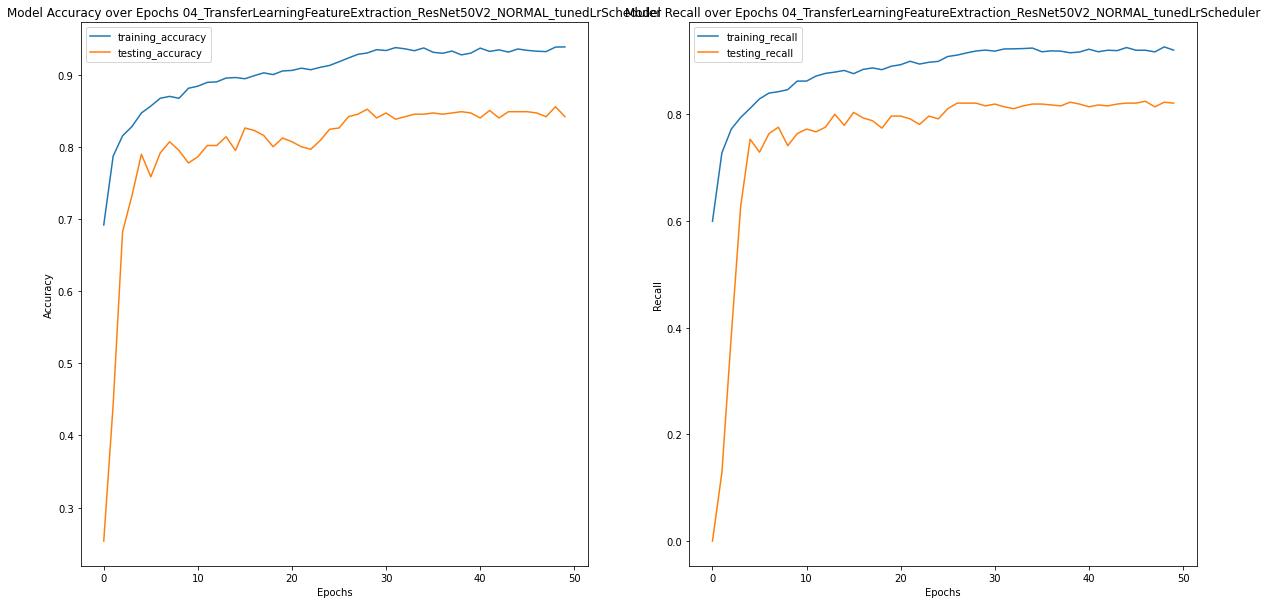 Model Accuracy over Epochs 04_TransferLearningFeatureExtraction_ResNet50V2_NORMAL_tunedLrScheduler
training_accuracy
testing_accuracy
0.9
0.8
0.7
0.6
0.5
0.4
0.3
Accuracy
0 10 20 30 40 50
Epochs
Model Recall over Epochs 04_TransferLearningFeatureExtraction_ResNet50V2_NORMAL_tunedLrScheduler
training_recall
testing_recall
0.8
0.6
0.4
0.2
0.0
Recall
0 10 20 30 40 50
Epochs